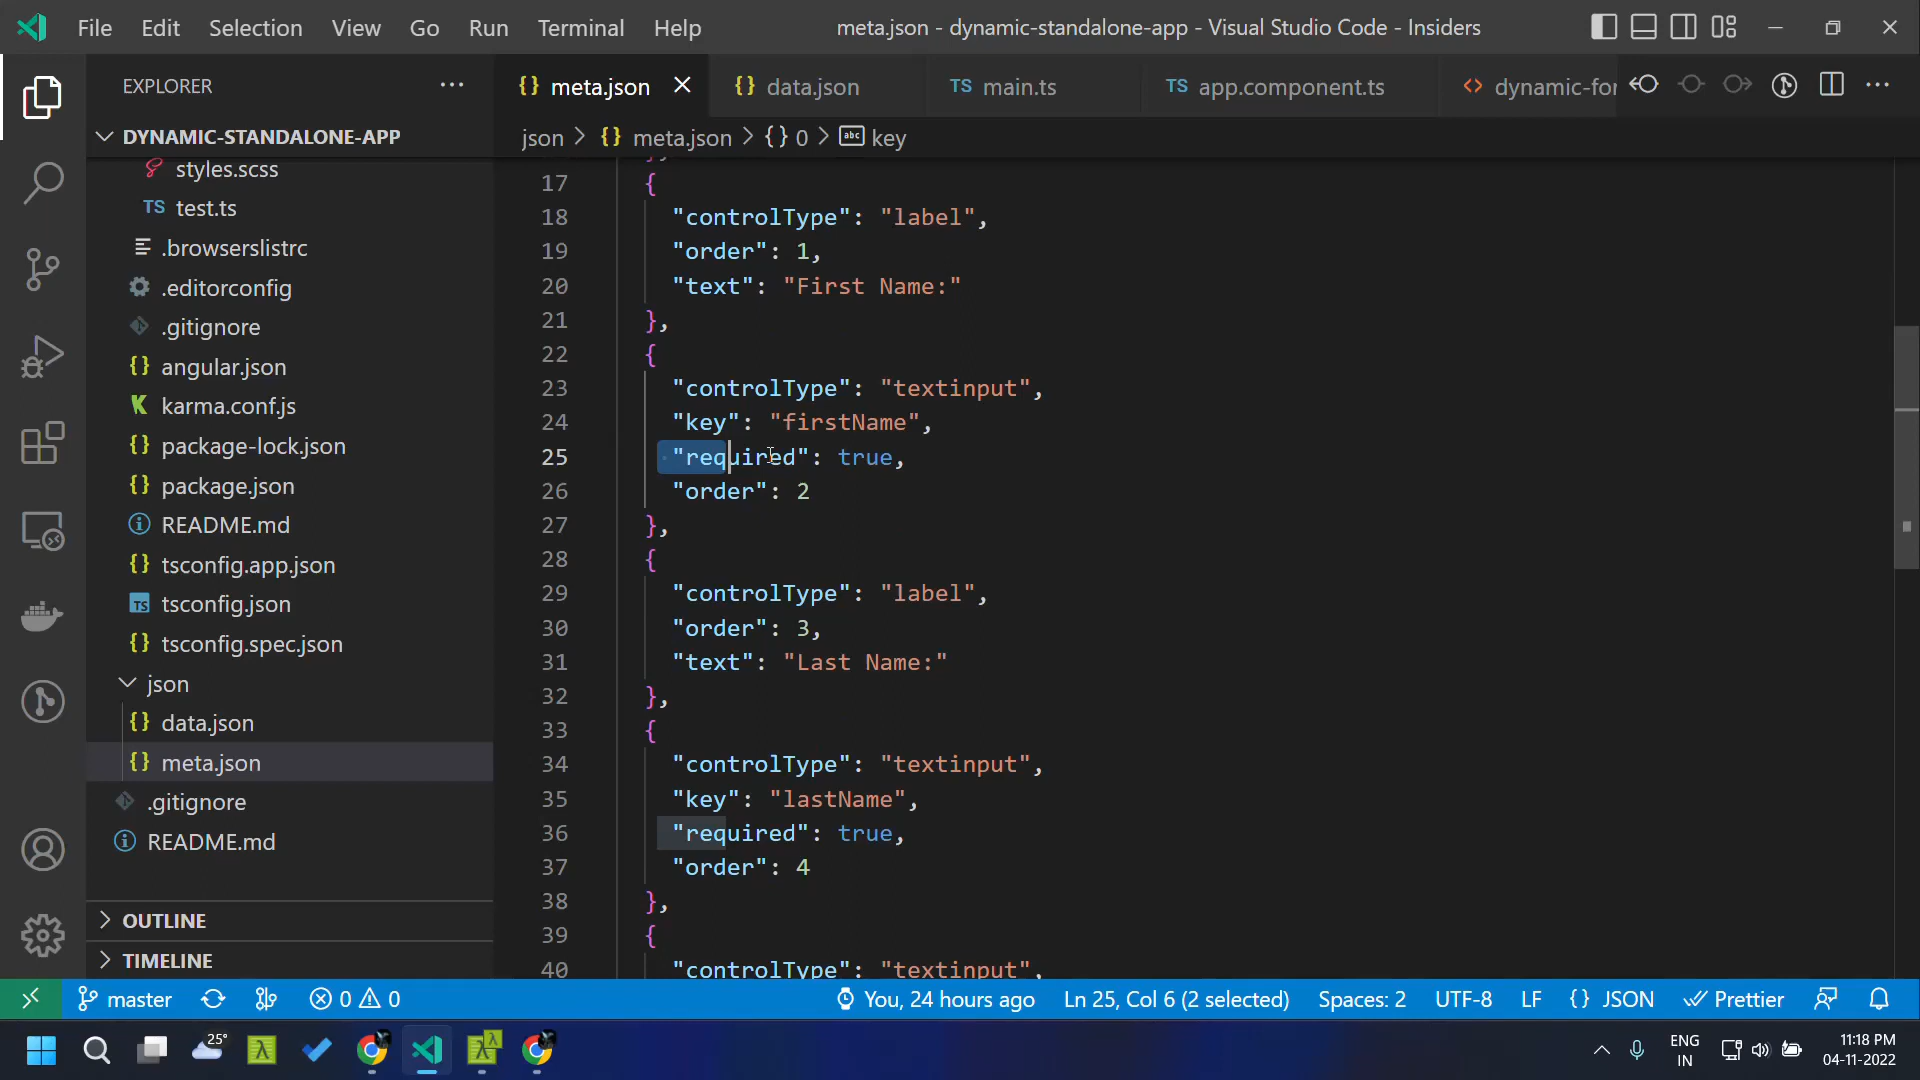 File Edit Selection View Go Run Terminal Help
meta.json - dynamic-standalone-app - Visual Studio Code - Insiders
EXPLORER
DYNAMIC-STANDALONE-APP
styles.scss
TS test.ts
.browserslistrc
.editorconfig
.gitignore
angular.json
karma.conf.js
package-lock.json
package.json
README.md
tsconfig.app.json
tsconfig.json
tsconfig.spec.json
json
data.json
meta.json
.gitignore
README.md
OUTLINE
TIMELINE
{} meta.json {} data.json TS main.ts TS app.component.ts <> dynamic-for
json > {} meta.json > {} 0 > abc key
17 {
18 "controlType": "label",
19 "order": 1,
20 "text": "First Name:"
21 },
22 {
23 "controlType": "textinput",
24 "key": "firstName",
25 "required": true,
26 "order": 2
27 },
28 {
29 "controlType": "label",
30 "order": 3,
31 "text": "Last Name:"
32 },
33 {
34 "controlType": "textinput",
35 "key": "lastName",
36 "required": true,
37 "order": 4
38 },
39 {
40 "controlType": "textinput",
master 0 0 You, 24 hours ago Ln 25, Col 6 (2 selected) Spaces: 2 UTF-8 LF {} JSON Prettier
25° ENG IN 11:18 PM 04-11-2022